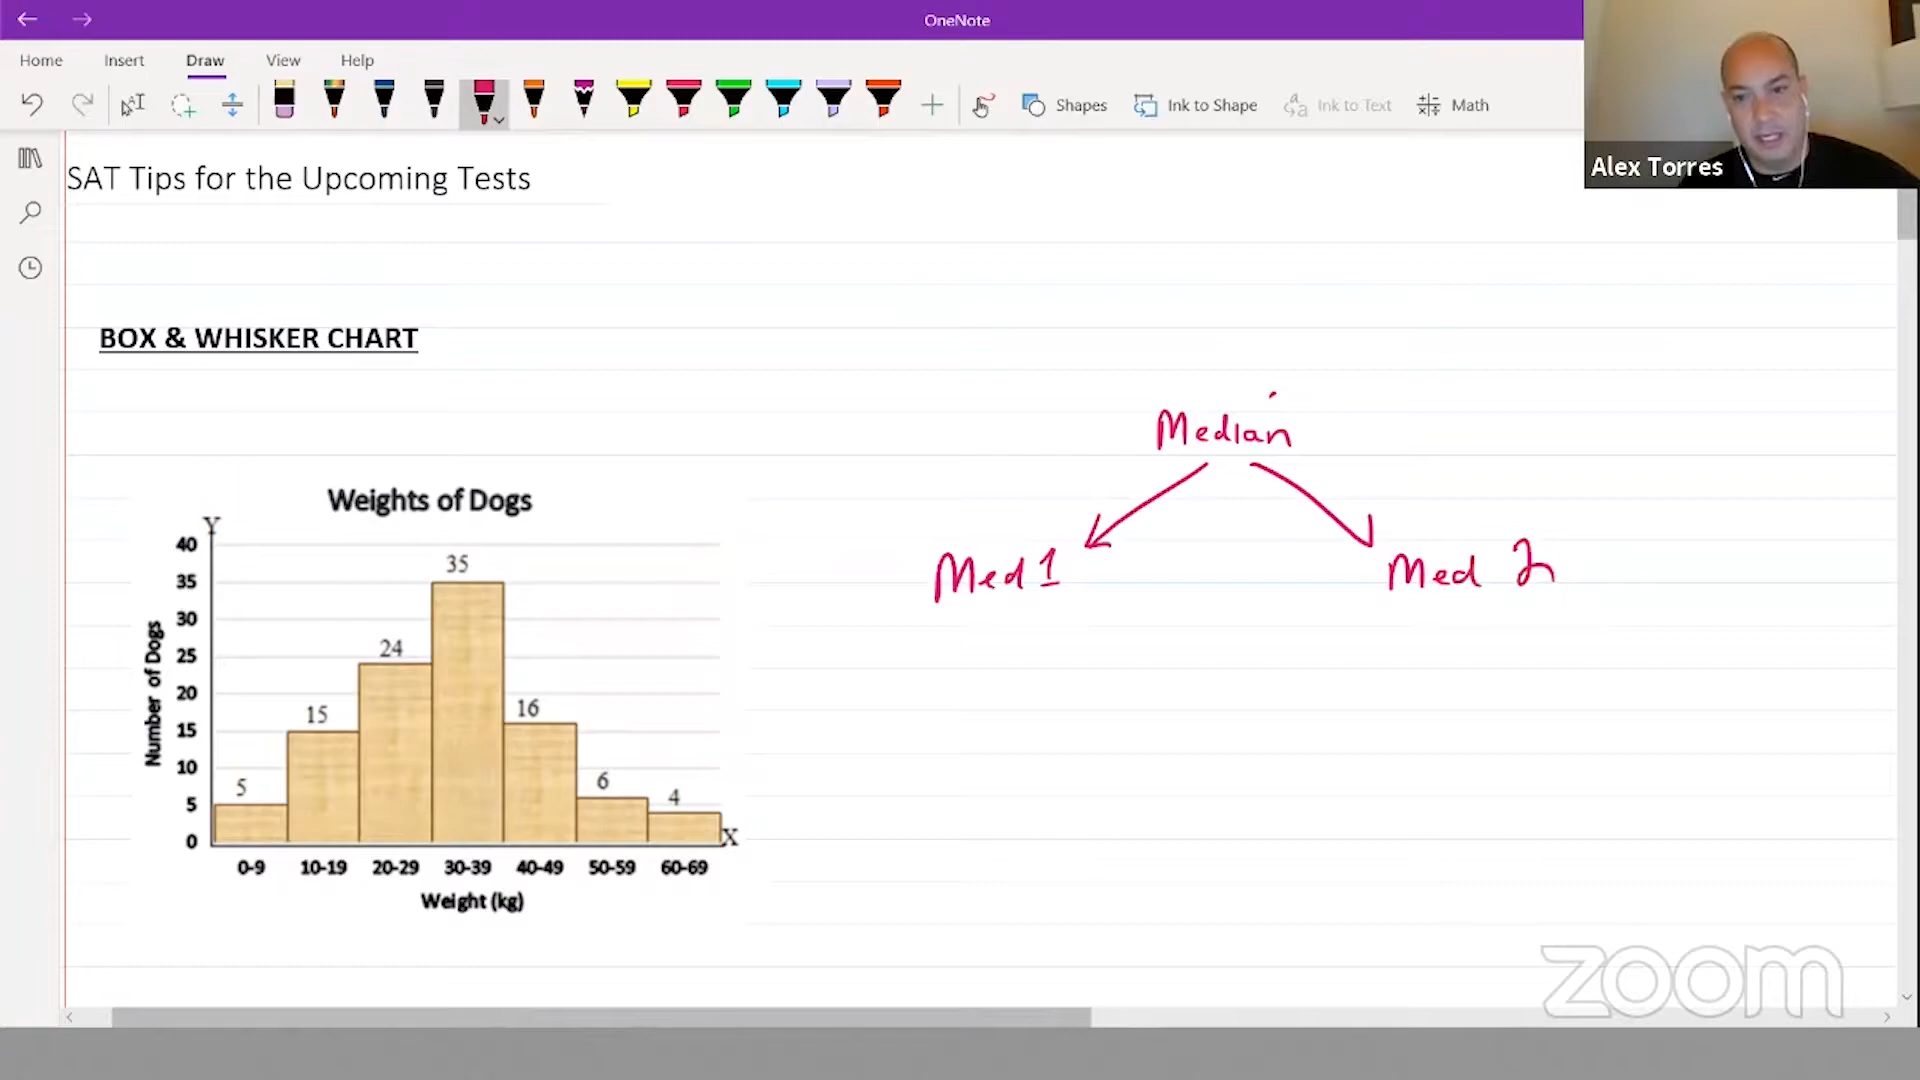 OneNote
Home Insert Draw View Help
Shapes Ink to Shape Ink to Text Math
Alex Torres
SAT Tips for the Upcoming Tests
BOX & WHISKER CHART
Median
Med 1 Med 2
Weights of Dogs
Y
40
35
30
25
20
15
10
5
0
Number of Dogs
5 15 24 35 16 6 4
X
0-9 10-19 20-29 30-39 40-49 50-59 60-69
Weight (kg)
zoom